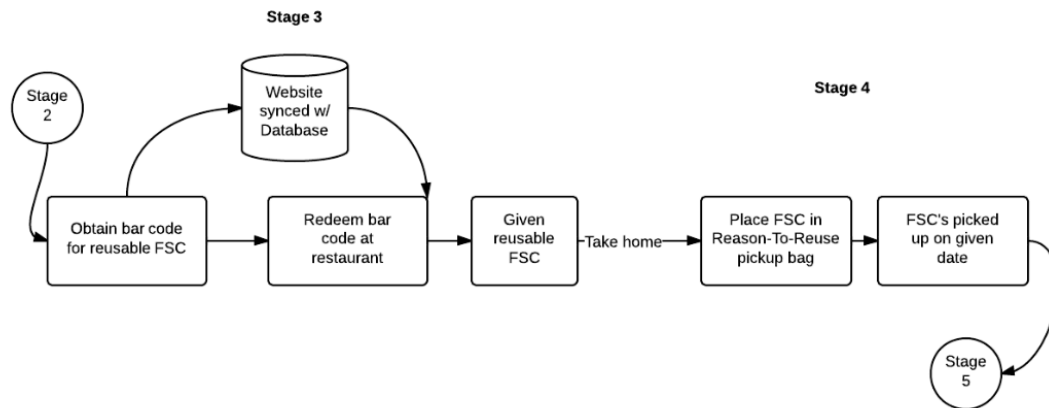 Stage 3
Stage
2
Website
synced w/
Database
Stage 4
Obtain bar code
for reusable FSC
Redeem bar
code at
restaurant
Given
reusable
FSC
Take home
Place FSC in
Reason-To-Reuse
pickup bag
FSC's picked
up on given
date
Stage
5